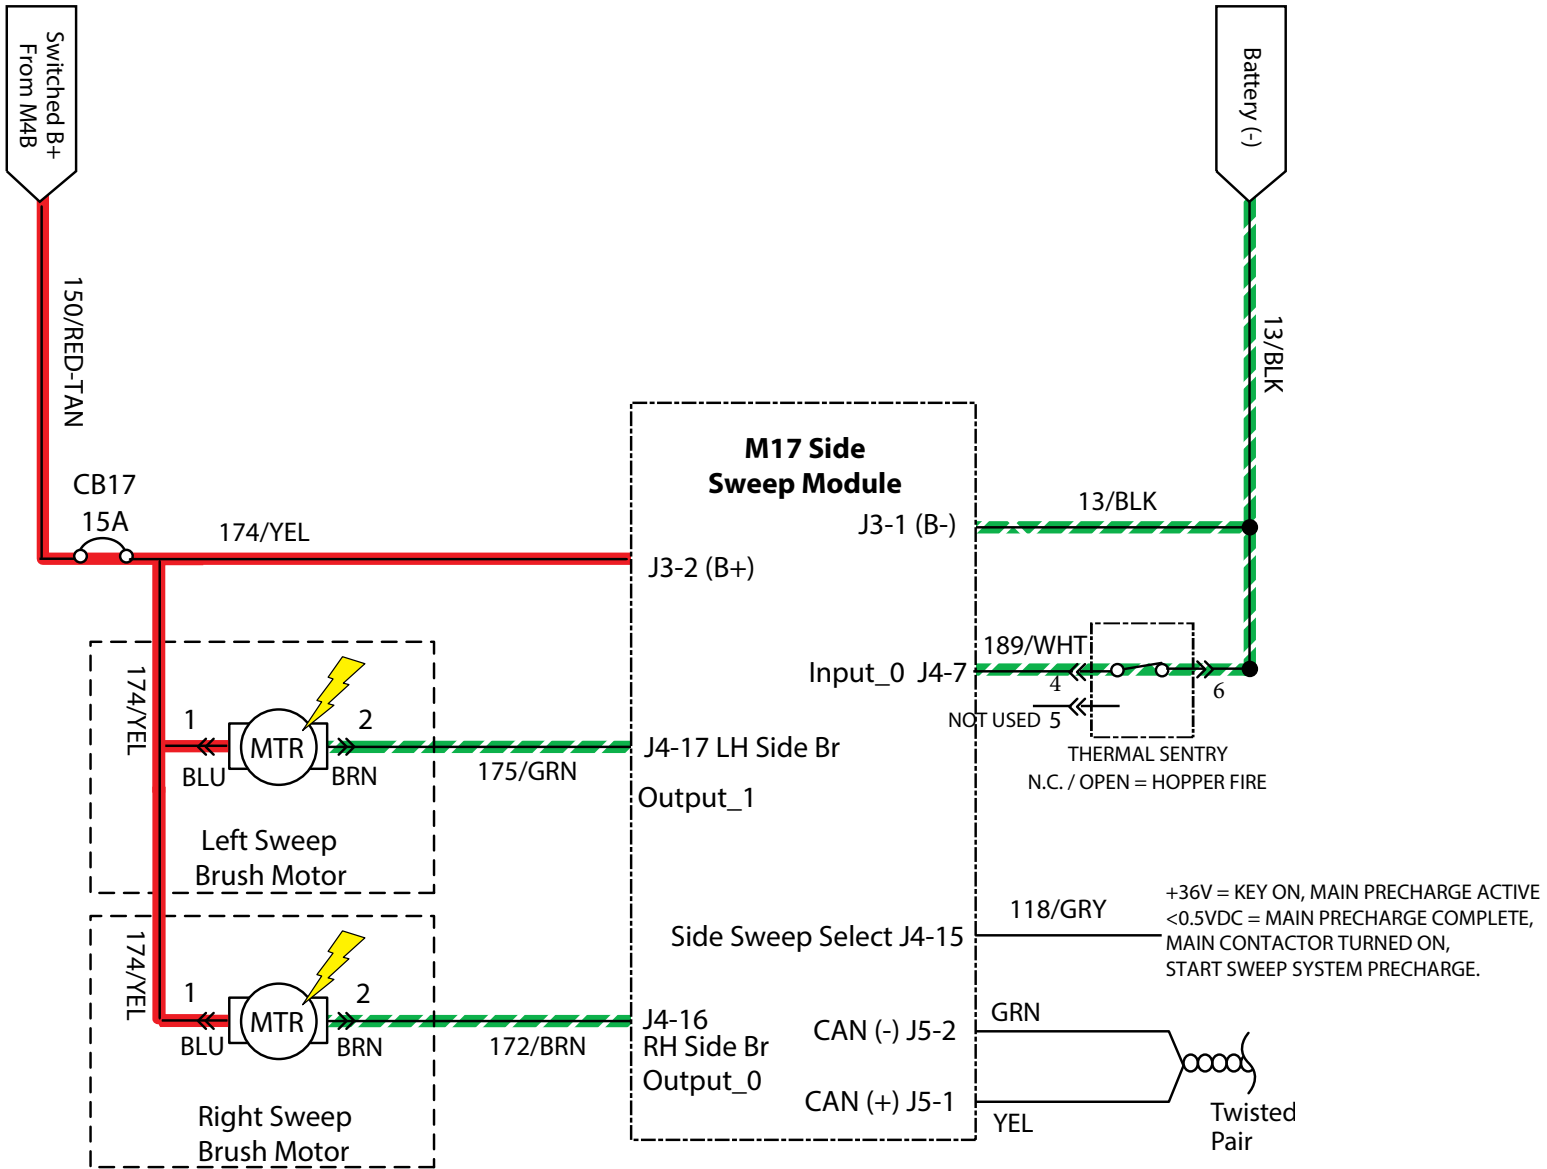 Switched B+
From M4B
Battery (-)
150/RED-TAN
13/BLK
CB17
15A
174/YEL
M17 Side
Sweep Module
J3-1 (B-)
13/BLK
J3-2 (B+)
189/WHT
Input_0 J4-7
4
6
NOT USED 5
THERMAL SENTRY
N.C. / OPEN = HOPPER FIRE
174/YEL
1
MTR
2
BLU
BRN
175/GRN
J4-17 LH Side Br
Output_1
Left Sweep
Brush Motor
118/GRY
Side Sweep Select J4-15
+36V = KEY ON, MAIN PRECHARGE ACTIVE
<0.5VDC = MAIN PRECHARGE COMPLETE,
MAIN CONTACTOR TURNED ON,
START SWEEP SYSTEM PRECHARGE.
174/YEL
1
MTR
2
BLU
BRN
172/BRN
J4-16
RH Side Br
Output_0
GRN
CAN (-) J5-2
CAN (+) J5-1
YEL
Twisted
Pair
Right Sweep
Brush Motor